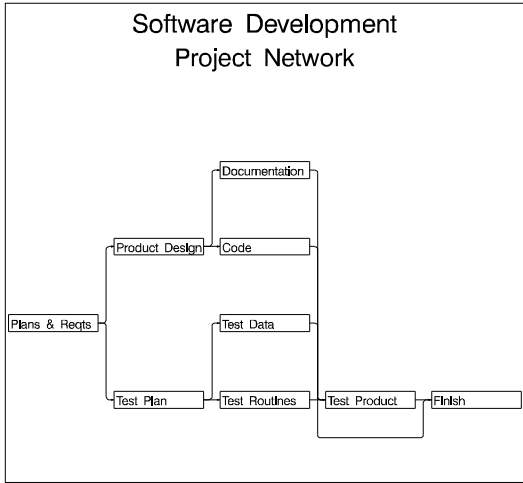 Software Development
Project Network
Documentation
Product Design
Code
Plans & Reqts
Test Data
Test Plan
Test Routines
Test Product
Finish